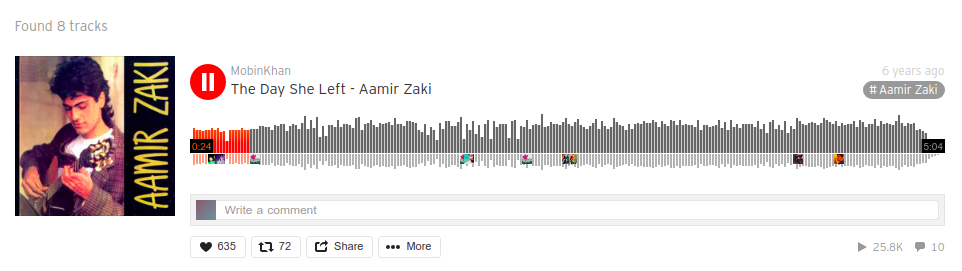 Found 8 tracks
AAMIR ZAKI
MobinKhan
6 years ago
The Day She Left - Aamir Zaki
# Aamir Zaki
0:24
5:04
Write a comment
635
72
Share
More
25.8K
10